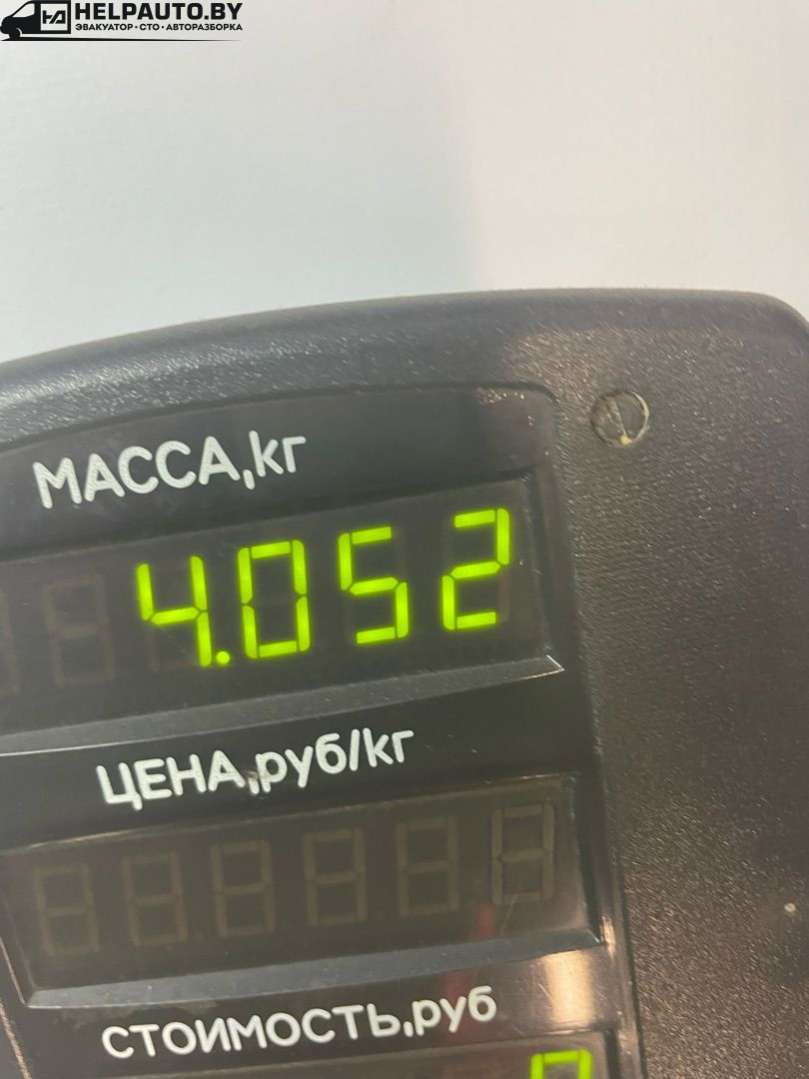 HELPAUTO.BY
ЭВАКУАТОР · СТО · АВТОРАЗБОРКА
МАССА,кг
4.052
ЦЕНА,руб/кг
СТОИМОСТЬ,руб